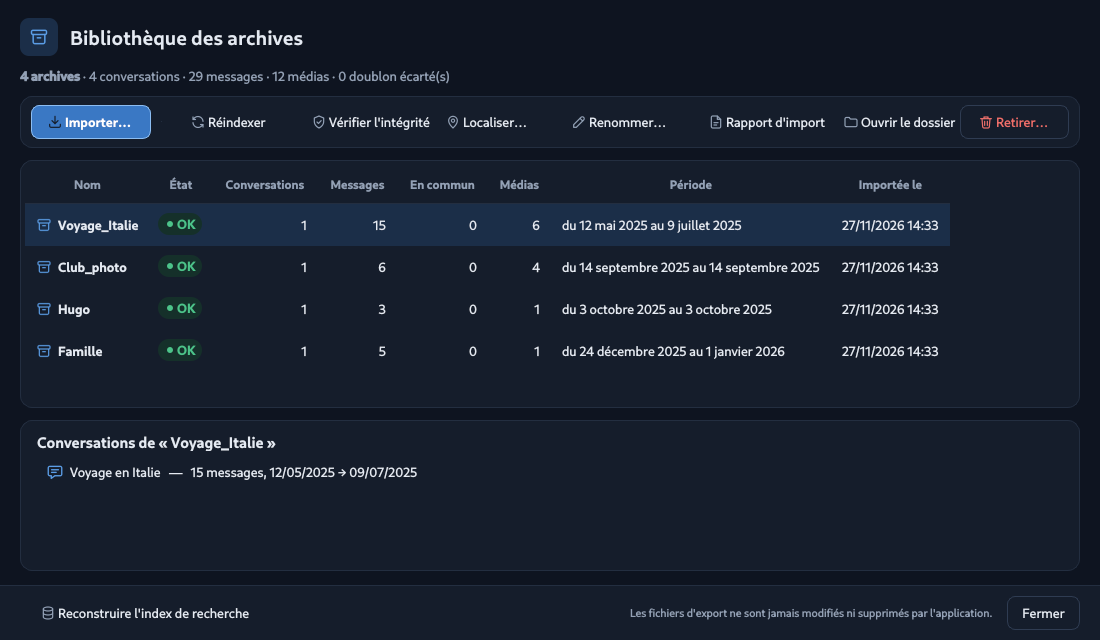 Bibliothèque des archives
4 archives · 4 conversations · 29 messages · 12 médias · 0 doublon écarté(s)
Importer... Réindexer Vérifier l'intégrité Localiser... Renommer... Rapport d'import Ouvrir le dossier Retirer...
Nom État Conversations Messages En commun Médias Période Importée le
Voyage_Italie OK 1 15 0 6 du 12 mai 2025 au 9 juillet 2025 27/11/2026 14:33
Club_photo OK 1 6 0 4 du 14 septembre 2025 au 14 septembre 2025 27/11/2026 14:33
Hugo OK 1 3 0 1 du 3 octobre 2025 au 3 octobre 2025 27/11/2026 14:33
Famille OK 1 5 0 1 du 24 décembre 2025 au 1 janvier 2026 27/11/2026 14:33
Conversations de « Voyage_Italie »
Voyage en Italie — 15 messages, 12/05/2025 → 09/07/2025
Reconstruire l'index de recherche Les fichiers d'export ne sont jamais modifiés ni supprimés par l'application. Fermer